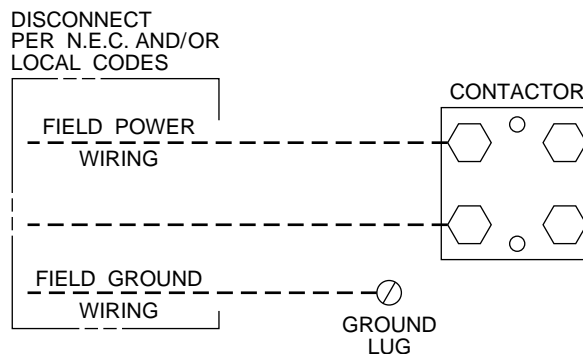 DISCONNECT
PER N.E.C. AND/OR
LOCAL CODES
CONTACTOR
FIELD POWER
WIRING
FIELD GROUND
WIRING
GROUND
LUG